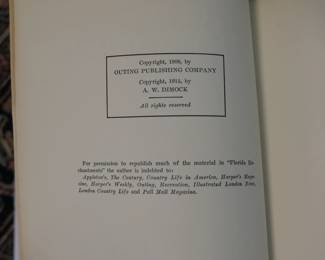 Copyright, 1908, by
OUTING PUBLISHING COMPANY
Copyright, 1915, by
A. W. DIMOCK
All rights reserved
For permission to republish much of the material in "Florida En-
chantments" the author is indebted to:
Appleton's, The Century, Country Life in America, Harper's Maga-
zine, Harper's Weekly, Outing, Recreation, Illustrated London News,
London Country Life and Pall Mall Magazine.